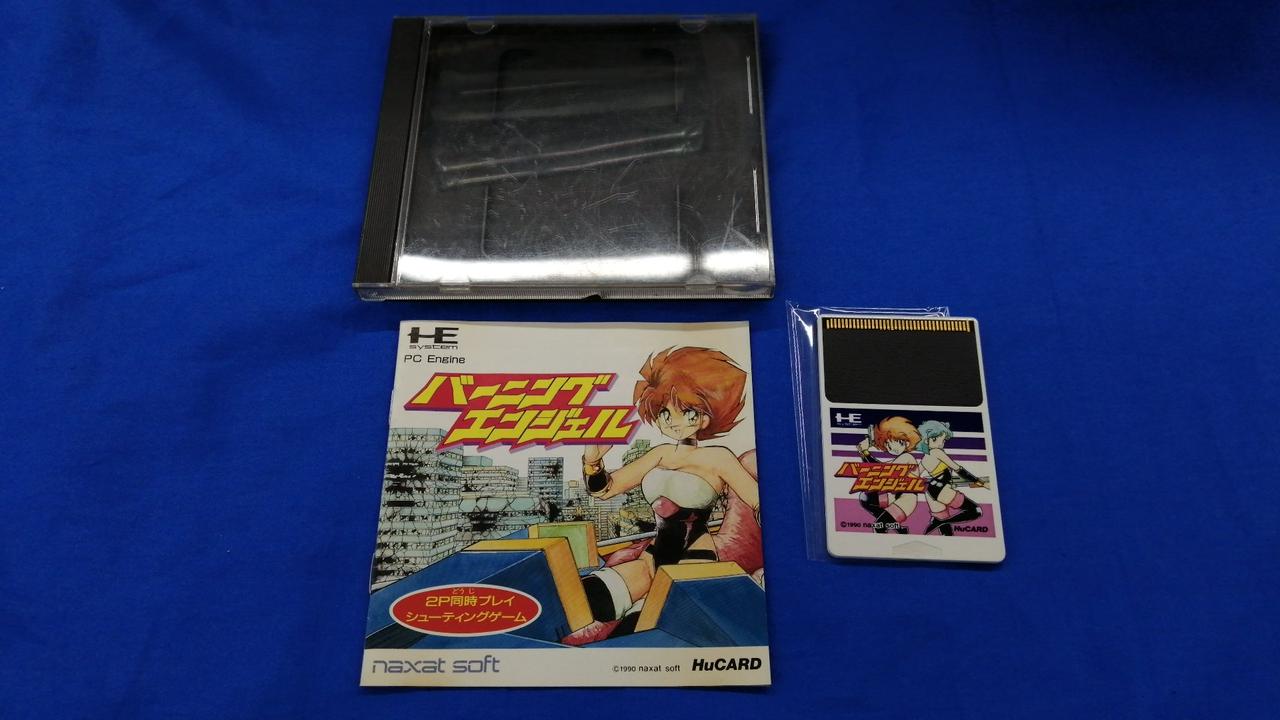 HE
system
PC Engine
バーニング
エンジェル
どうじ
2P同時プレイ
シューティングゲーム
naxat soft
©1990 naxat soft
HuCARD
HE
バーニング
エンジェル
©1990 naxat soft
HuCARD